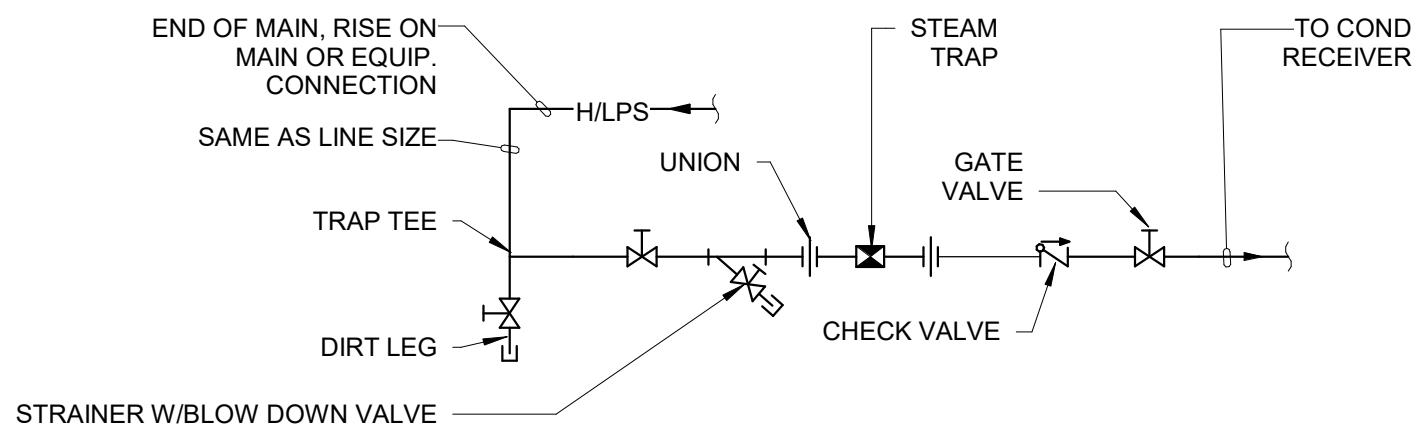 END OF MAIN, RISE ON
MAIN OR EQUIP.
CONNECTION
STEAM
TRAP
TO COND
RECEIVER
H/LPS
SAME AS LINE SIZE
UNION
GATE
VALVE
TRAP TEE
CHECK VALVE
DIRT LEG
STRAINER W/BLOW DOWN VALVE